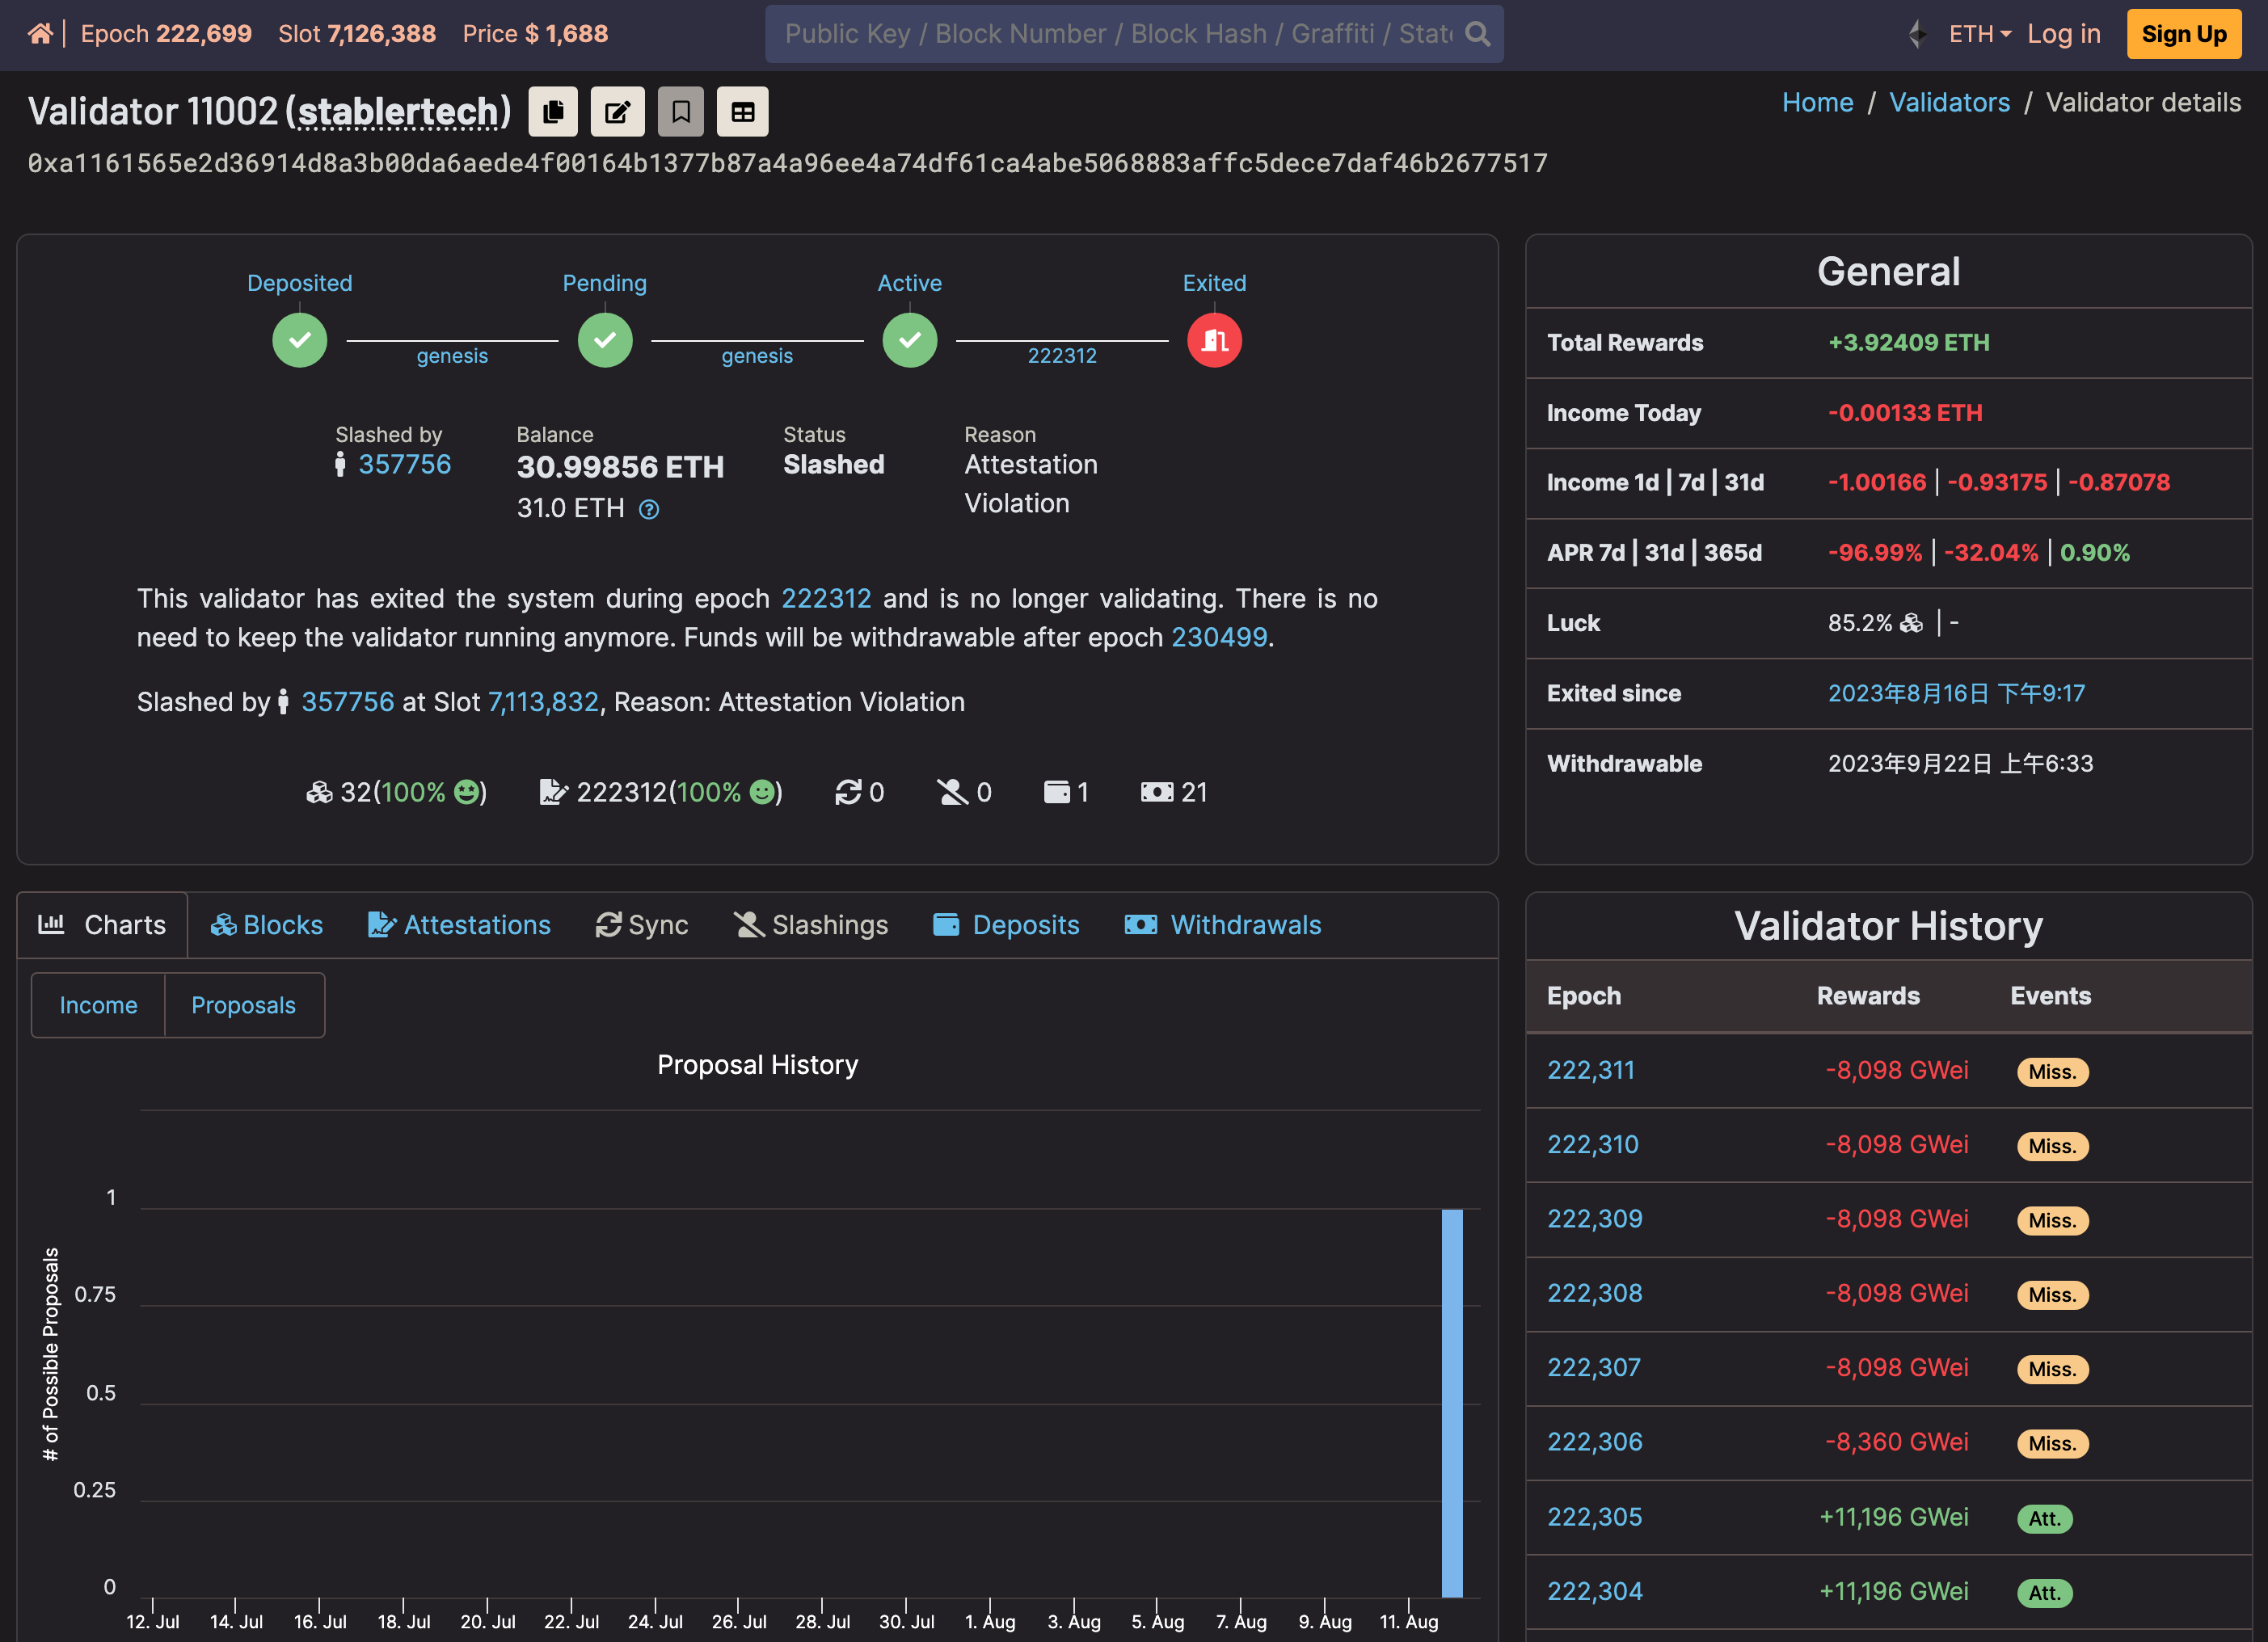 Epoch 222,699 Slot 7,126,388 Price $ 1,688
Public Key / Block Number / Block Hash / Graffiti / State
ETH Log in Sign Up
Validator 11002 (stablertech)
Home / Validators / Validator details
0xa1161565e2d36914d8a3b00da6aede4f00164b1377b87a4a96ee4a74df61ca4abe5068883affc5dece7daf46b2677517
Deposited Pending Active Exited
genesis genesis 222312
Slashed by Balance Status Reason
357756 30.99856 ETH Slashed Attestation
31.0 ETH Violation
This validator has exited the system during epoch 222312 and is no longer validating. There is no
need to keep the validator running anymore. Funds will be withdrawable after epoch 230499.
Slashed by 357756 at Slot 7,113,832, Reason: Attestation Violation
32(100%) 222312(100%) 0 0 1 21
General
Total Rewards +3.92409 ETH
Income Today -0.00133 ETH
Income 1d | 7d | 31d -1.00166 | -0.93175 | -0.87078
APR 7d | 31d | 365d -96.99% | -32.04% | 0.90%
Luck 85.2% | -
Exited since 2023年8月16日 下午9:17
Withdrawable 2023年9月22日 上午6:33
Charts Blocks Attestations Sync Slashings Deposits Withdrawals
Income Proposals
Proposal History
# of Possible Proposals
1
0.75
0.5
0.25
0
12. Jul 14. Jul 16. Jul 18. Jul 20. Jul 22. Jul 24. Jul 26. Jul 28. Jul 30. Jul 1. Aug 3. Aug 5. Aug 7. Aug 9. Aug 11. Aug
Validator History
Epoch Rewards Events
222,311 -8,098 GWei Miss.
222,310 -8,098 GWei Miss.
222,309 -8,098 GWei Miss.
222,308 -8,098 GWei Miss.
222,307 -8,098 GWei Miss.
222,306 -8,360 GWei Miss.
222,305 +11,196 GWei Att.
222,304 +11,196 GWei Att.